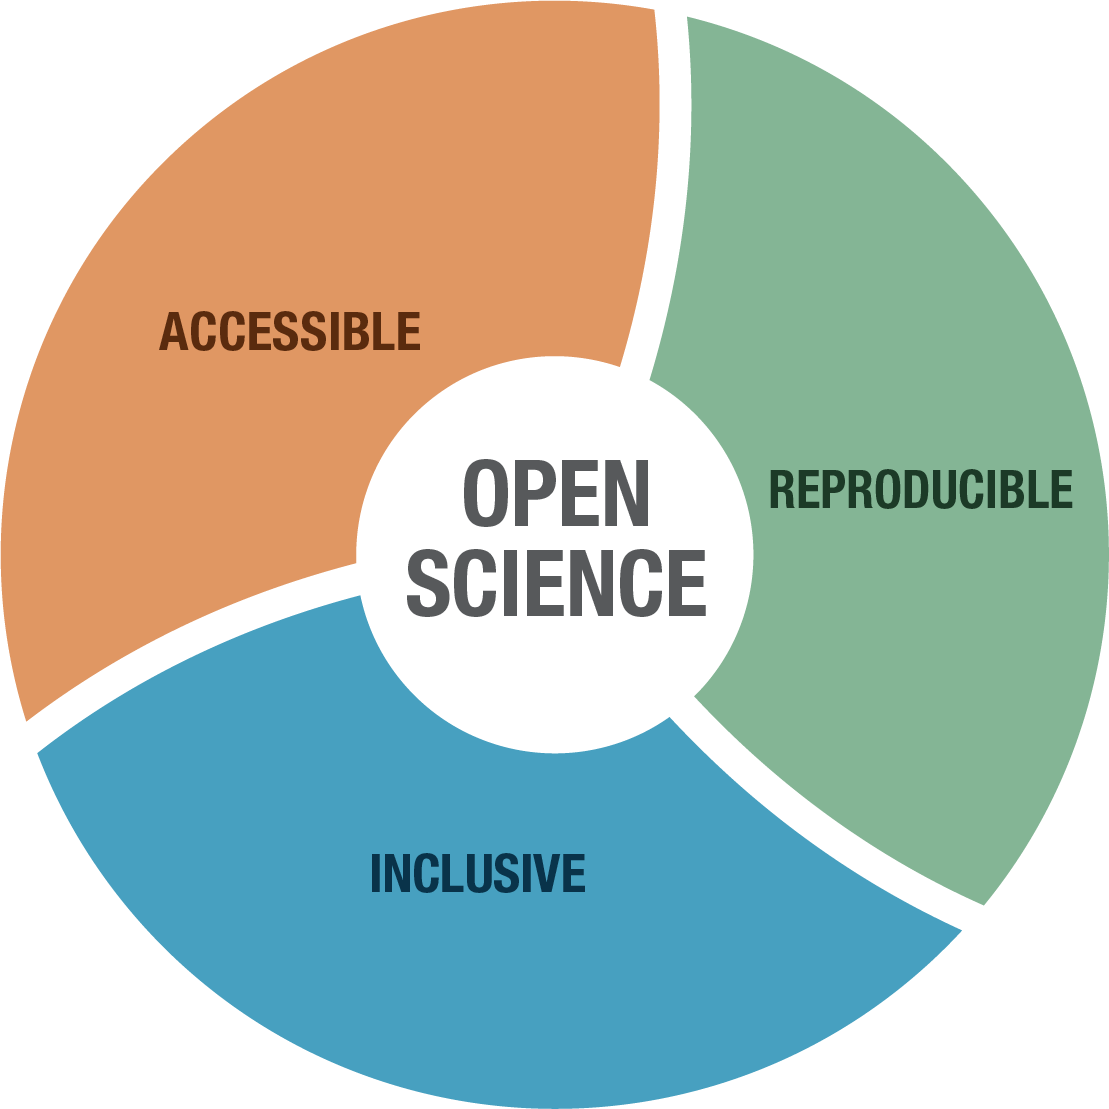 ACCESSIBLE
REPRODUCIBLE
OPEN
SCIENCE
INCLUSIVE